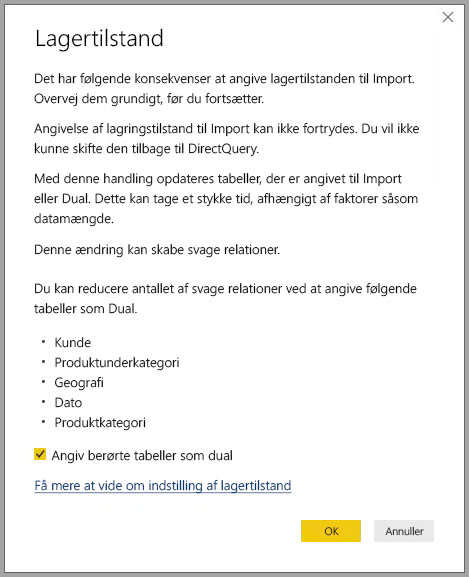 Lagertilstand
Det har følgende konsekvenser at angive lagertilstanden til Import.
Overvej dem grundigt, før du fortsætter.
Angivelse af lagringstilstand til Import kan ikke fortrydes. Du vil ikke
kunne skifte den tilbage til DirectQuery.
Med denne handling opdateres tabeller, der er angivet til Import
eller Dual. Dette kan tage et stykke tid, afhængigt af faktorer såsom
datamængde.
Denne ændring kan skabe svage relationer.
Du kan reducere antallet af svage relationer ved at angive følgende
tabeller som Dual.
• Kunde
• Produktunderkategori
• Geografi
• Dato
• Produktkategori
Angiv berørte tabeller som dual
Få mere at vide om indstilling af lagertilstand
OK Annuller